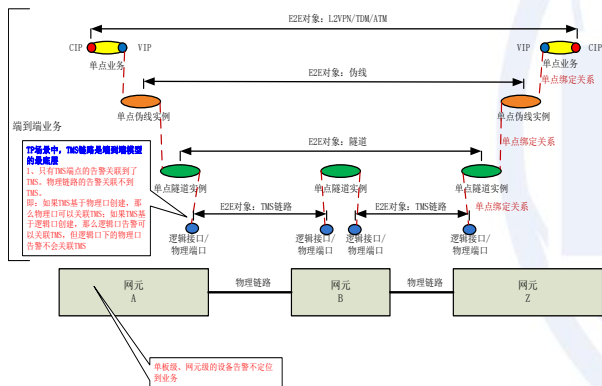 E2E对象：L2VPN/TDM/ATM
CIP
VIP
VIP
CIP
单点业务
单点业务
E2E对象：伪线
单点绑定关系
单点伪线实例
单点伪线实例
端到端业务
E2E对象：隧道
单点绑定关系
TP场景中，TMS链路是端到端模型
的最底层
1、只有TMS端点的告警关联到了
TMS，物理链路的告警关联不到
TMS。
即：如果TMS基于物理口创建，那
么物理口可以关联TMS；如果TMS基
于逻辑口创建，那么逻辑口告警可
以关联TMS，但逻辑口下的物理口
告警不会关联TMS
单点隧道实例
单点隧道实例
单点隧道实例
E2E对象：TMS链路
E2E对象：TMS链路
单点绑定关系
逻辑接口/
物理端口
逻辑接口/
物理端口
逻辑接口/
物理端口
逻辑接口/
物理端口
网元
A
物理链路
网元
B
物理链路
网元
Z
单板级、网元级的设备告警不定位
到业务